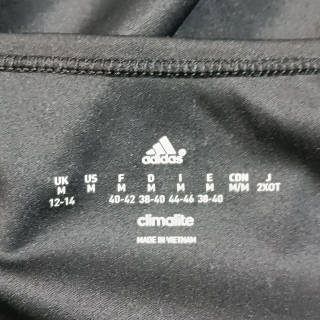 adidas
UK US F D I E CDN J
M M M M M M M/M 2XOT
12-14 40-42 38-40 44-46 38-40
climalite
MADE IN VIETNAM